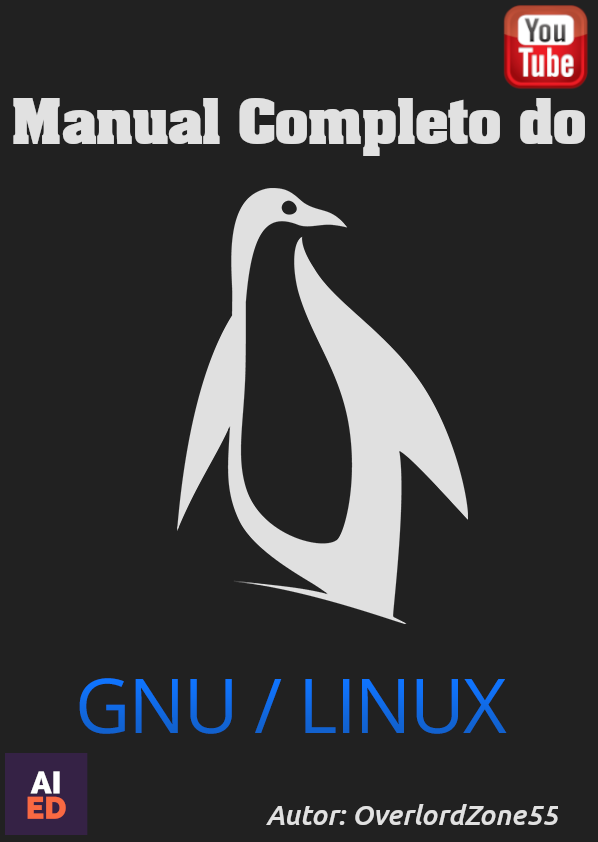 You
Tube
Manual Completo do
GNU / LINUX
AI
ED
Autor: OverlordZone55